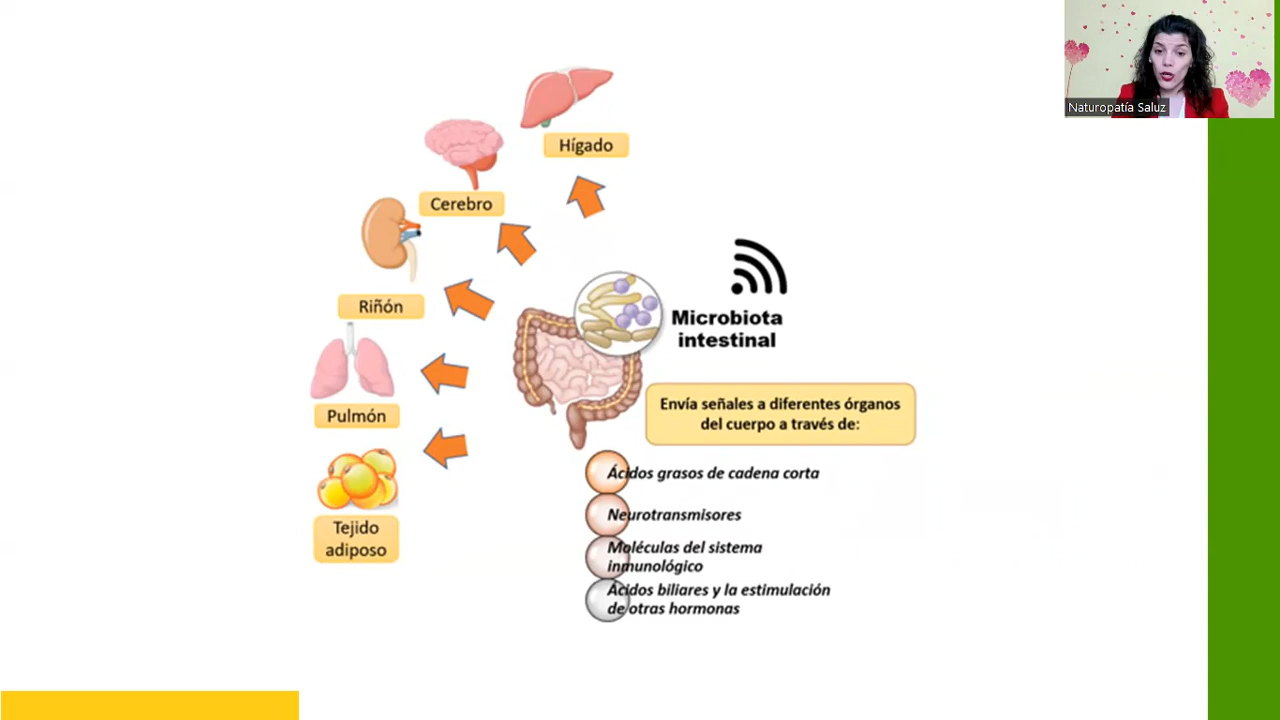 Naturopatía Saluz
Hígado
Cerebro
Riñón
Pulmón
Tejido
adiposo
Microbiota
intestinal
Envía señales a diferentes órganos
del cuerpo a través de:
Ácidos grasos de cadena corta
Neurotransmisores
Moléculas del sistema
inmunológico
Ácidos biliares y la estimulación
de otras hormonas